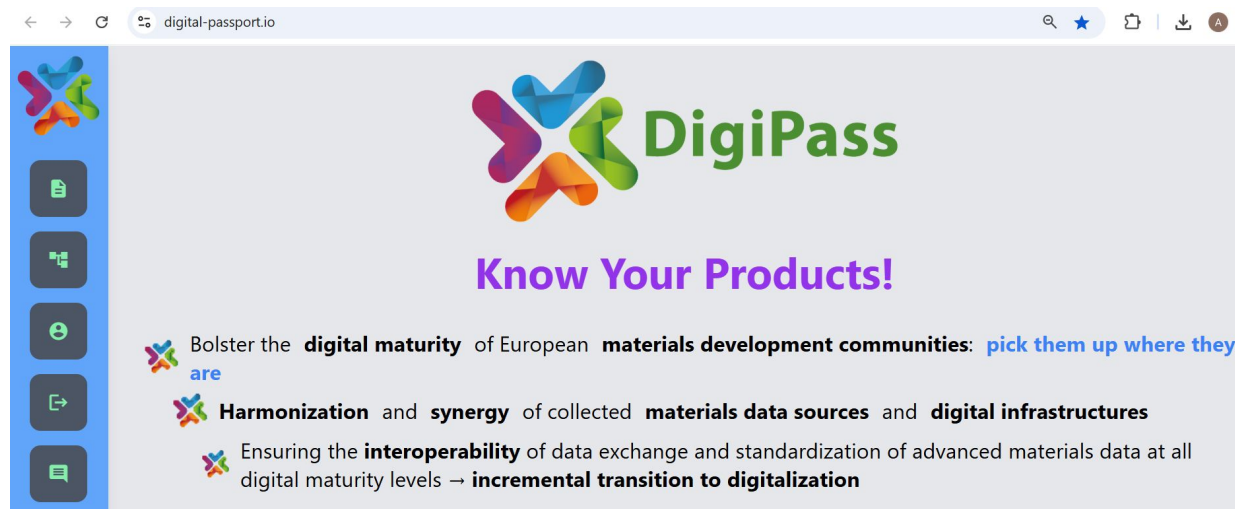 digital-passport.io
A
DigiPass
Know Your Products!
Bolster the digital maturity of European materials development communities: pick them up where they
are
Harmonization and synergy of collected materials data sources and digital infrastructures
Ensuring the interoperability of data exchange and standardization of advanced materials data at all
digital maturity levels → incremental transition to digitalization